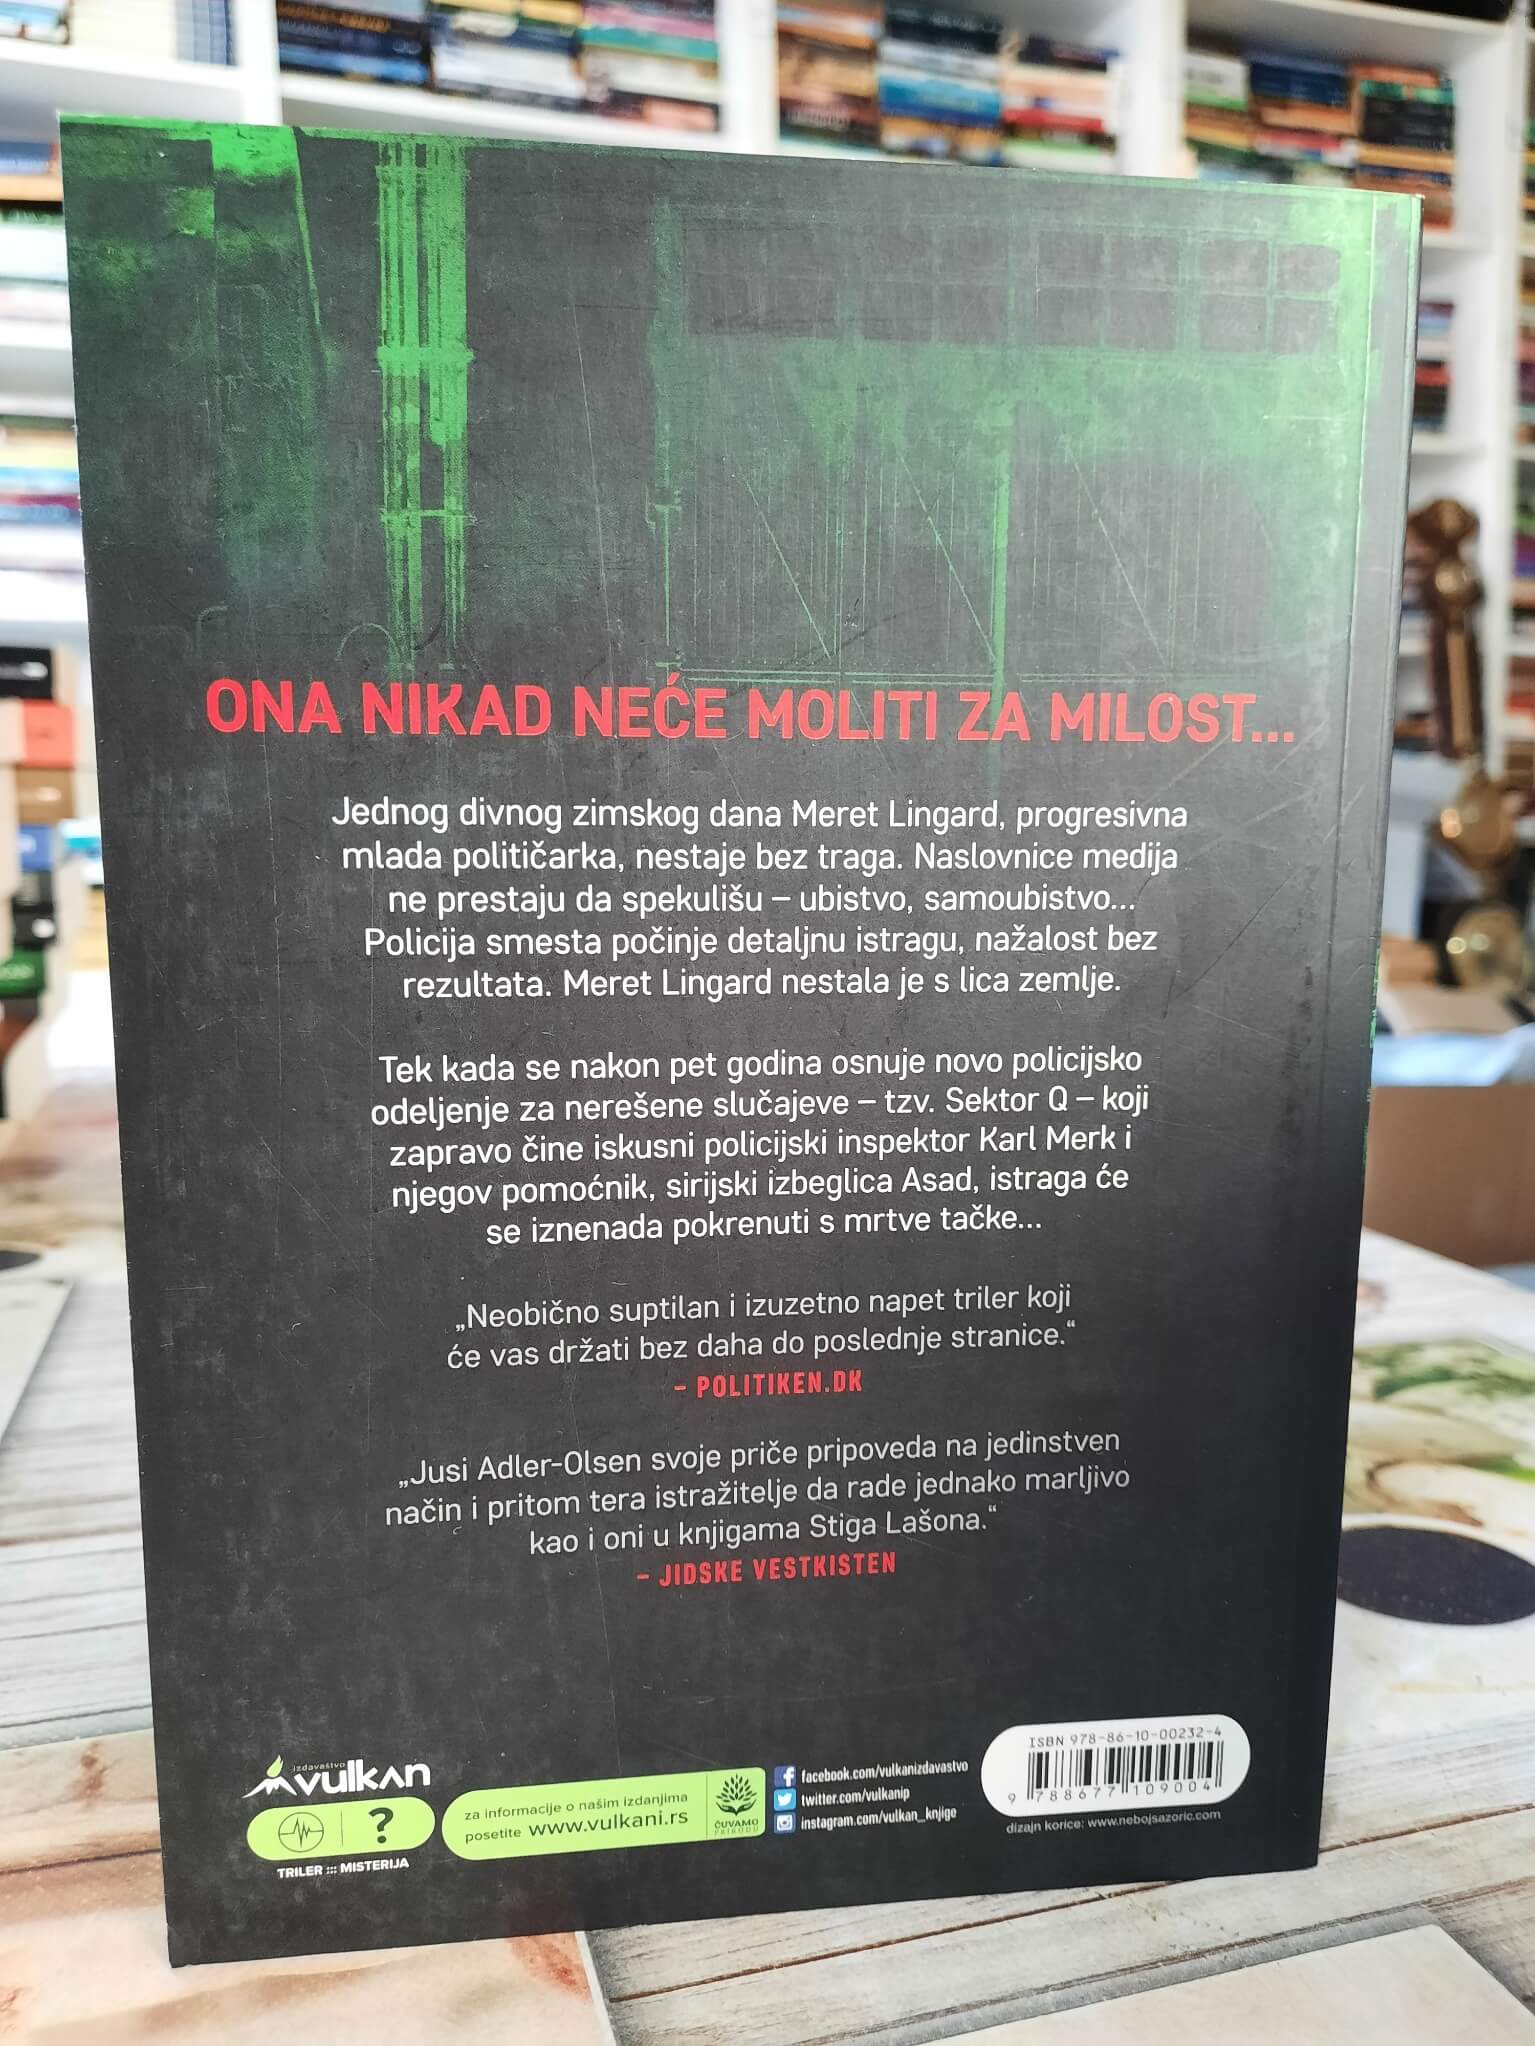 ONA NIKAD NEĆE MOLITI ZA MILOST...
Jednog divnog zimskog dana Meret Lingard, progresivna
mlada političarka, nestaje bez traga. Naslovnice medija
ne prestaju da spekulišu – ubistvo, samoubistvo...
Policija smesta počinje detaljnu istragu, nažalost bez
rezultata. Meret Lingard nestala je s lica zemlje.
Tek kada se nakon pet godina osnuje novo policijsko
odeljenje za nerešene slučajeve – tzv. Sektor Q – koji
zapravo čine iskusni policijski inspektor Karl Merk i
njegov pomoćnik, sirijski izbeglica Asad, istraga će
se iznenada pokrenuti s mrtve tačke...
„Neobično suptilan i izuzetno napet triler koji
će vas držati bez daha do poslednje stranice.“
– POLITIKEN.DK
„Jusi Adler-Olsen svoje priče pripoveda na jedinstven
način i pritom tera istražitelje da rade jednako marljivo
kao i oni u knjigama Stiga Lašona.“
– JIDSKE VESTKISTEN
izdavaštvo
vulkan
?
TRILER ::: MISTERIJA
za informacije o našim izdanjima
posetite www.vulkani.rs
ČUVAMO
PRIRODU
facebook.com/vulkanizdavastvo
twitter.com/vulkanip
instagram.com/vulkan_knjige
ISBN 978-86-10-00232-4
9 788677 109004
dizajn korice: www.nebojsazoric.com